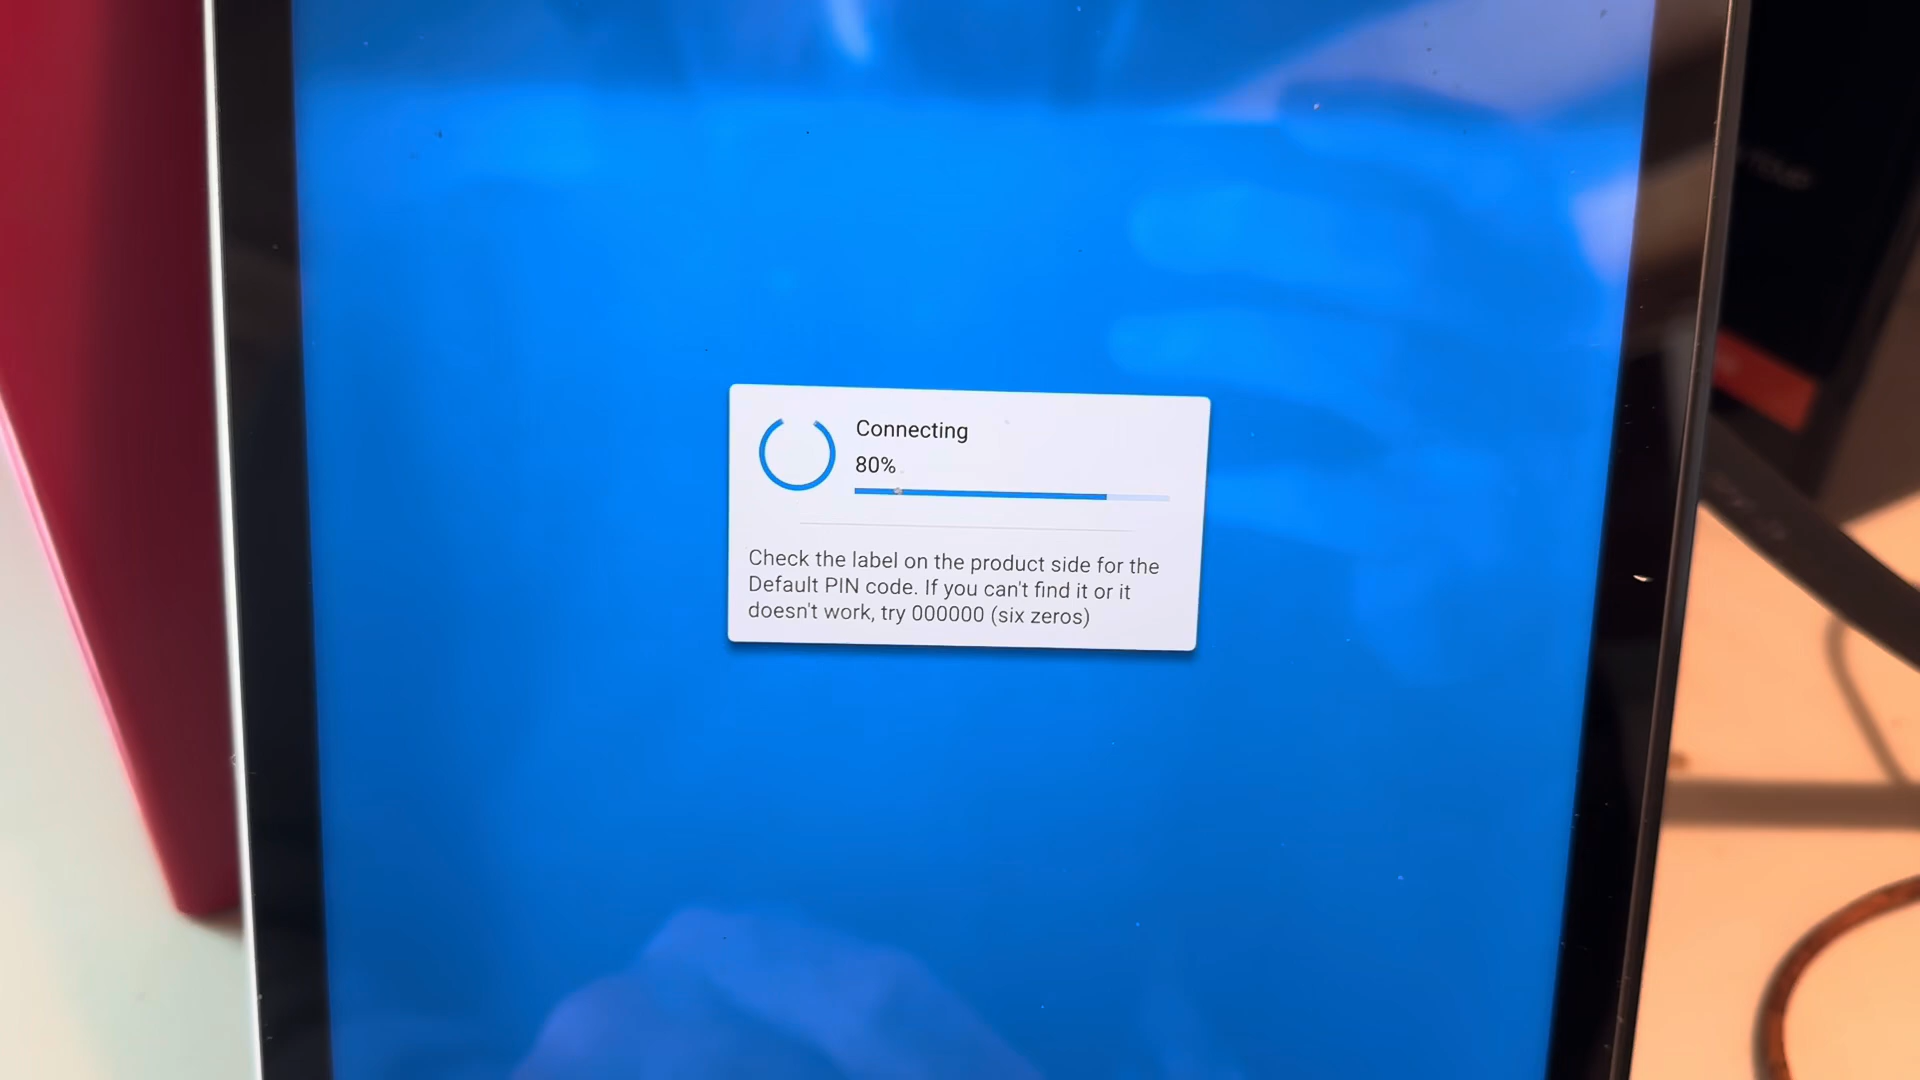 Connecting
80%
Check the label on the product side for the
Default PIN code. If you can't find it or it
doesn't work, try 000000 (six zeros)